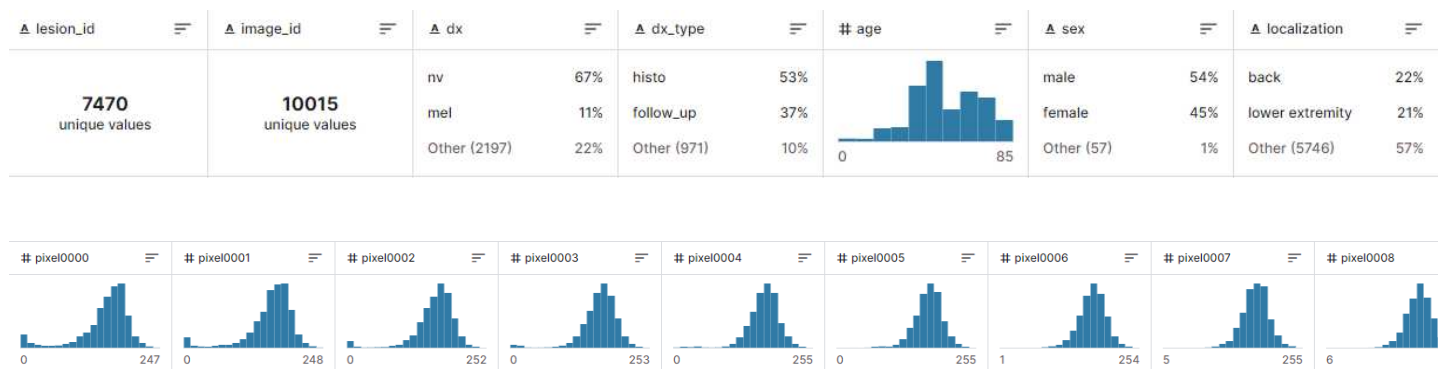 lesion_id image_id dx dx_type # age sex localization
7470
unique values
10015
unique values
nv 67%
mel 11%
Other (2197) 22%
histo 53%
follow_up 37%
Other (971) 10%
0 85
male 54%
female 45%
Other (57) 1%
back 22%
lower extremity 21%
Other (5746) 57%
# pixel0000 # pixel0001 # pixel0002 # pixel0003 # pixel0004 # pixel0005 # pixel0006 # pixel0007 # pixel0008
0 247 0 248 0 252 0 253 0 255 0 255 1 254 5 255 6